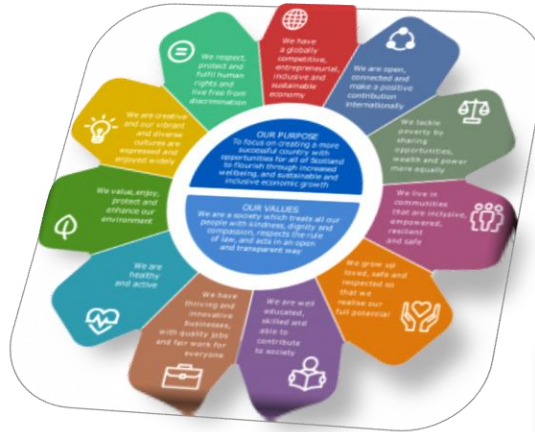 We have
a globally
competitive,
entrepreneurial,
inclusive and
sustainable
economy
We are open,
connected and
make a positive
contribution
internationally
We tackle
poverty by
sharing
opportunities,
wealth and power
more equally
We live in
communities
that are inclusive,
empowered,
resilient
and safe
We grow up
loved, safe and
respected so
that we
realise our
full potential
We are well
educated,
skilled and
able to
contribute
to society
We have
thriving and
innovative
businesses,
with quality jobs
and fair work for
everyone
We are
healthy
and active
We value, enjoy,
protect and
enhance our
environment
We are creative
and our vibrant
and diverse
cultures are
expressed and
enjoyed widely
We respect,
protect and
fulfil human
rights and
live free from
discrimination
OUR PURPOSE
To focus on creating a more
successful country with
opportunities for all of Scotland
to flourish through increased
wellbeing, and sustainable and
inclusive economic growth
OUR VALUES
We are a society which treats all our
people with kindness, dignity and
compassion, respects the rule
of law, and acts in an open
and transparent way